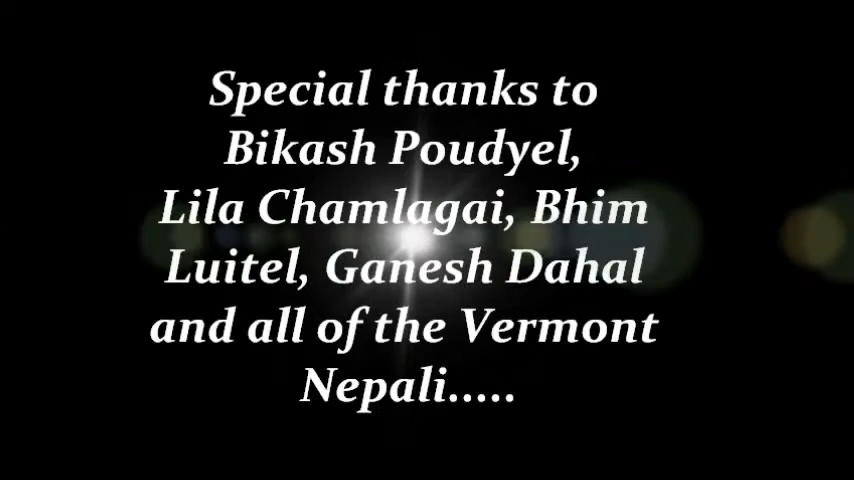 Special thanks to
Bikash Poudyel,
Lila Chamlagai, Bhim
Luitel, Ganesh Dahal
and all of the Vermont
Nepali.....